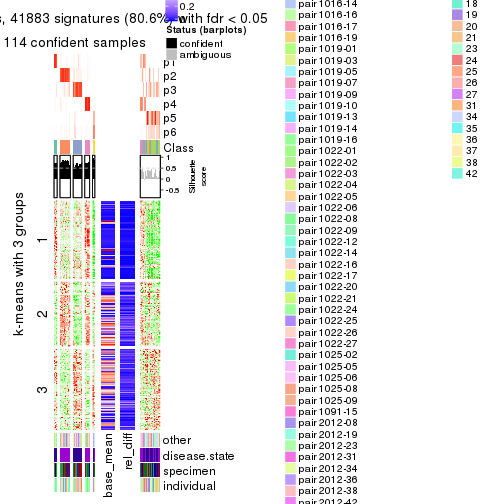 , 41883 signatures (80.6%) with fdr < 0.05
114 confident samples
0.2
Status (barplots)
confident
ambiguous
p1
p2
p3
p4
p5
p6
Class
1
0.5
0
-0.5
Silhouette
score
k-means with 3 groups
1
2
3
base_mean
rel_diff
other
disease.state
specimen
individual
pair1016-14
pair1016-16
pair1016-17
pair1016-19
pair1019-01
pair1019-03
pair1019-05
pair1019-07
pair1019-09
pair1019-10
pair1019-13
pair1019-14
pair1019-16
pair1022-01
pair1022-02
pair1022-03
pair1022-04
pair1022-05
pair1022-06
pair1022-08
pair1022-09
pair1022-12
pair1022-14
pair1022-16
pair1022-17
pair1022-20
pair1022-21
pair1022-24
pair1022-25
pair1022-26
pair1022-27
pair1025-02
pair1025-05
pair1025-06
pair1025-08
pair1025-09
pair1091-15
pair2012-08
pair2012-19
pair2012-23
pair2012-31
pair2012-34
pair2012-36
pair2012-38
pair2012-42
18
19
20
21
23
24
25
26
27
31
34
35
36
37
38
42